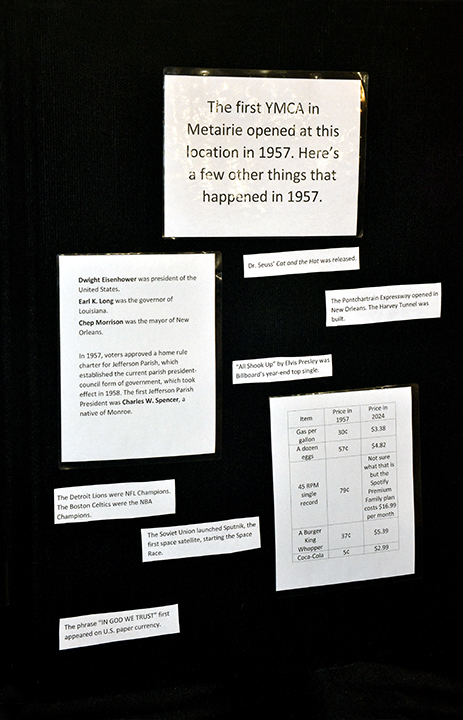 The first YMCA in
Metairie opened at this
location in 1957. Here's
a few other things that
happened in 1957.
Dr. Seuss' Cat and the Hat was released.
Dwight Eisenhower was president of the
United States.
Earl K. Long was the governor of
Louisiana.
Chep Morrison was the mayor of New
Orleans.
In 1957, voters approved a home rule
charter for Jefferson Parish, which
established the current parish president-
council form of government, which took
effect in 1958. The first Jefferson Parish
President was Charles W. Spencer, a
native of Monroe.
The Pontchartrain Expressway opened in
New Orleans. The Harvey Tunnel was
built.
"All Shook Up" by Elvis Presley was
Billboard's year-end top single.
Item Price in 1957 Price in 2024
Gas per gallon 30¢ $3.38
A dozen eggs 57¢ $4.82
45 RPM single record 79¢ Not sure what that is but the Spotify Premium Family plan costs $16.99 per month
A Burger King Whopper 37¢ $5.39
Coca-Cola 5¢ $2.99
The Detroit Lions were NFL Champions.
The Boston Celtics were the NBA
Champions.
The Soviet Union launched Sputnik, the
first space satellite, starting the Space
Race.
The phrase "IN GOD WE TRUST" first
appeared on U.S. paper currency.